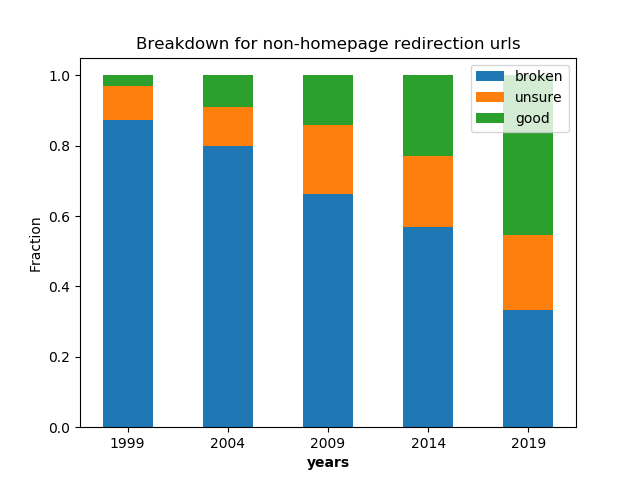 Breakdown for non-homepage redirection urls
broken
unsure
good
1.0
0.8
0.6
0.4
0.2
0.0
Fraction
1999 2004 2009 2014 2019
years